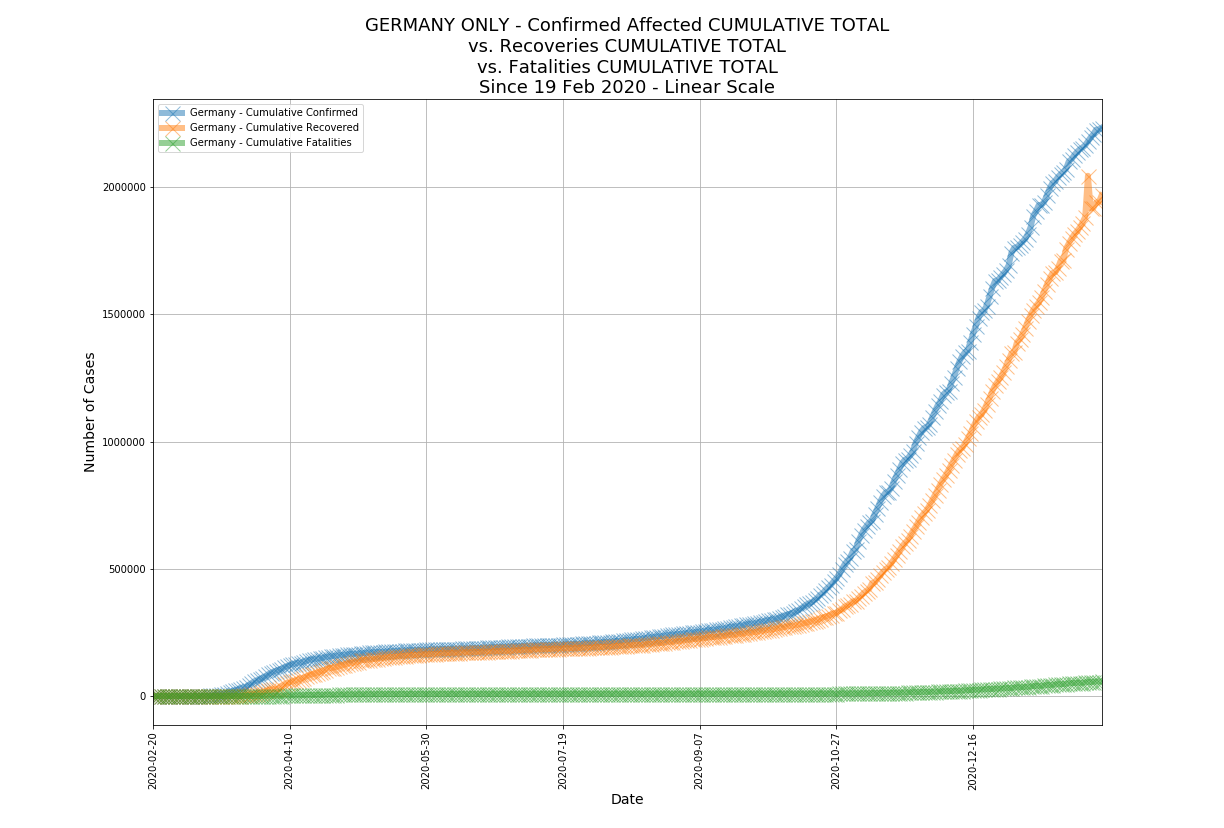 GERMANY ONLY - Confirmed Affected CUMULATIVE TOTAL
vs. Recoveries CUMULATIVE TOTAL
vs. Fatalities CUMULATIVE TOTAL
Since 19 Feb 2020 - Linear Scale
Germany - Cumulative Confirmed
Germany - Cumulative Recovered
Germany - Cumulative Fatalities
Number of Cases
2000000
1500000
1000000
500000
0
2020-02-20
2020-04-10
2020-05-30
2020-07-19
2020-09-07
2020-10-27
2020-12-16
Date